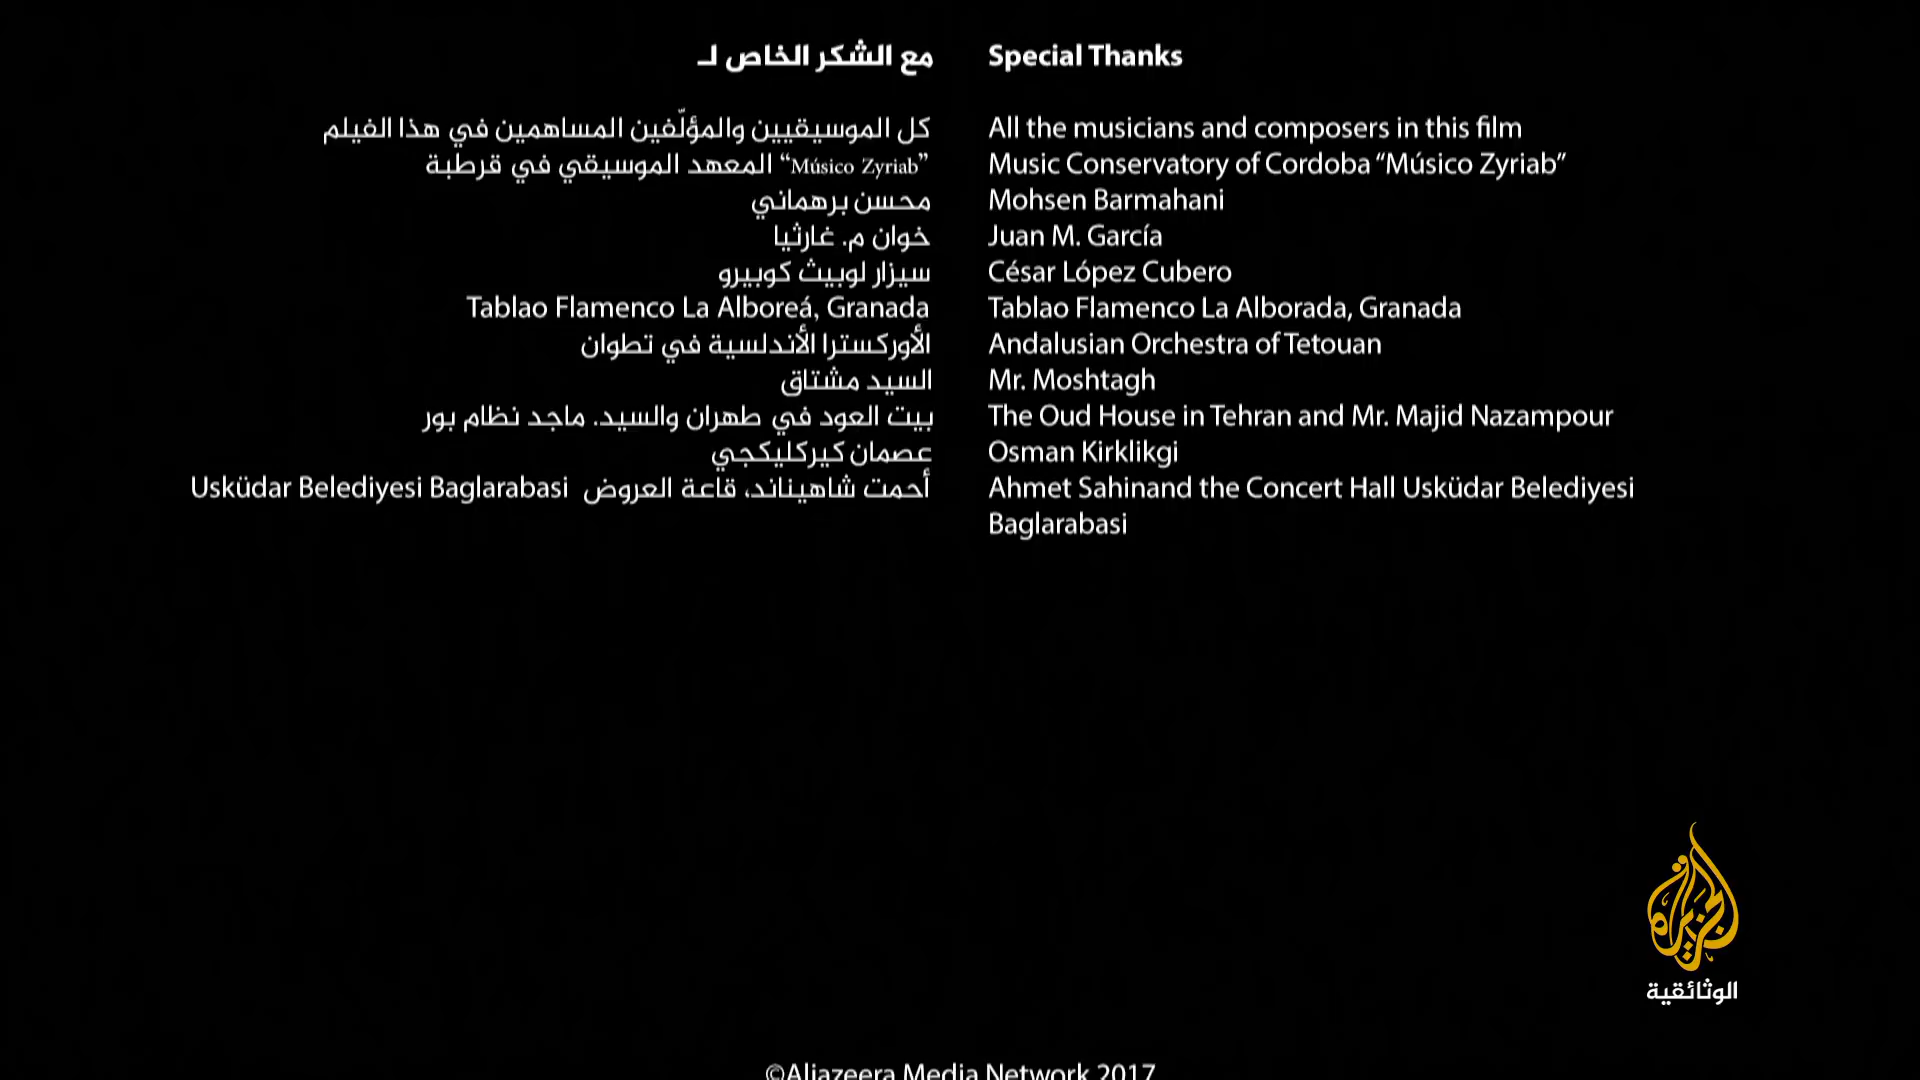 مع الشكر الخاص لـ
Special Thanks
كل الموسيقيين والمؤلّفين المساهمين في هذا الفيلم
All the musicians and composers in this film
المعهد الموسيقي في قرطبة “Músico Zyriab”
Music Conservatory of Cordoba “Músico Zyriab”
محسن برهماني
Mohsen Barmahani
خوان م. غارثيا
Juan M. García
سيزار لوبيث كوبيرو
César López Cubero
Tablao Flamenco La Alboreá, Granada
Tablao Flamenco La Alborada, Granada
الأوركسترا الأندلسية في تطوان
Andalusian Orchestra of Tetouan
السيد مشتاق
Mr. Moshtagh
بيت العود في طهران والسيد. ماجد نظام بور
The Oud House in Tehran and Mr. Majid Nazampour
عصمان كيركليكجي
Osman Kirklikgi
أحمت شاهيناند، قاعة العروض Usküdar Belediyesi Baglarabasi
Ahmet Sahinand the Concert Hall Usküdar Belediyesi
Baglarabasi
الجزيرة
الوثائقية
©Aljazeera Media Network 2017